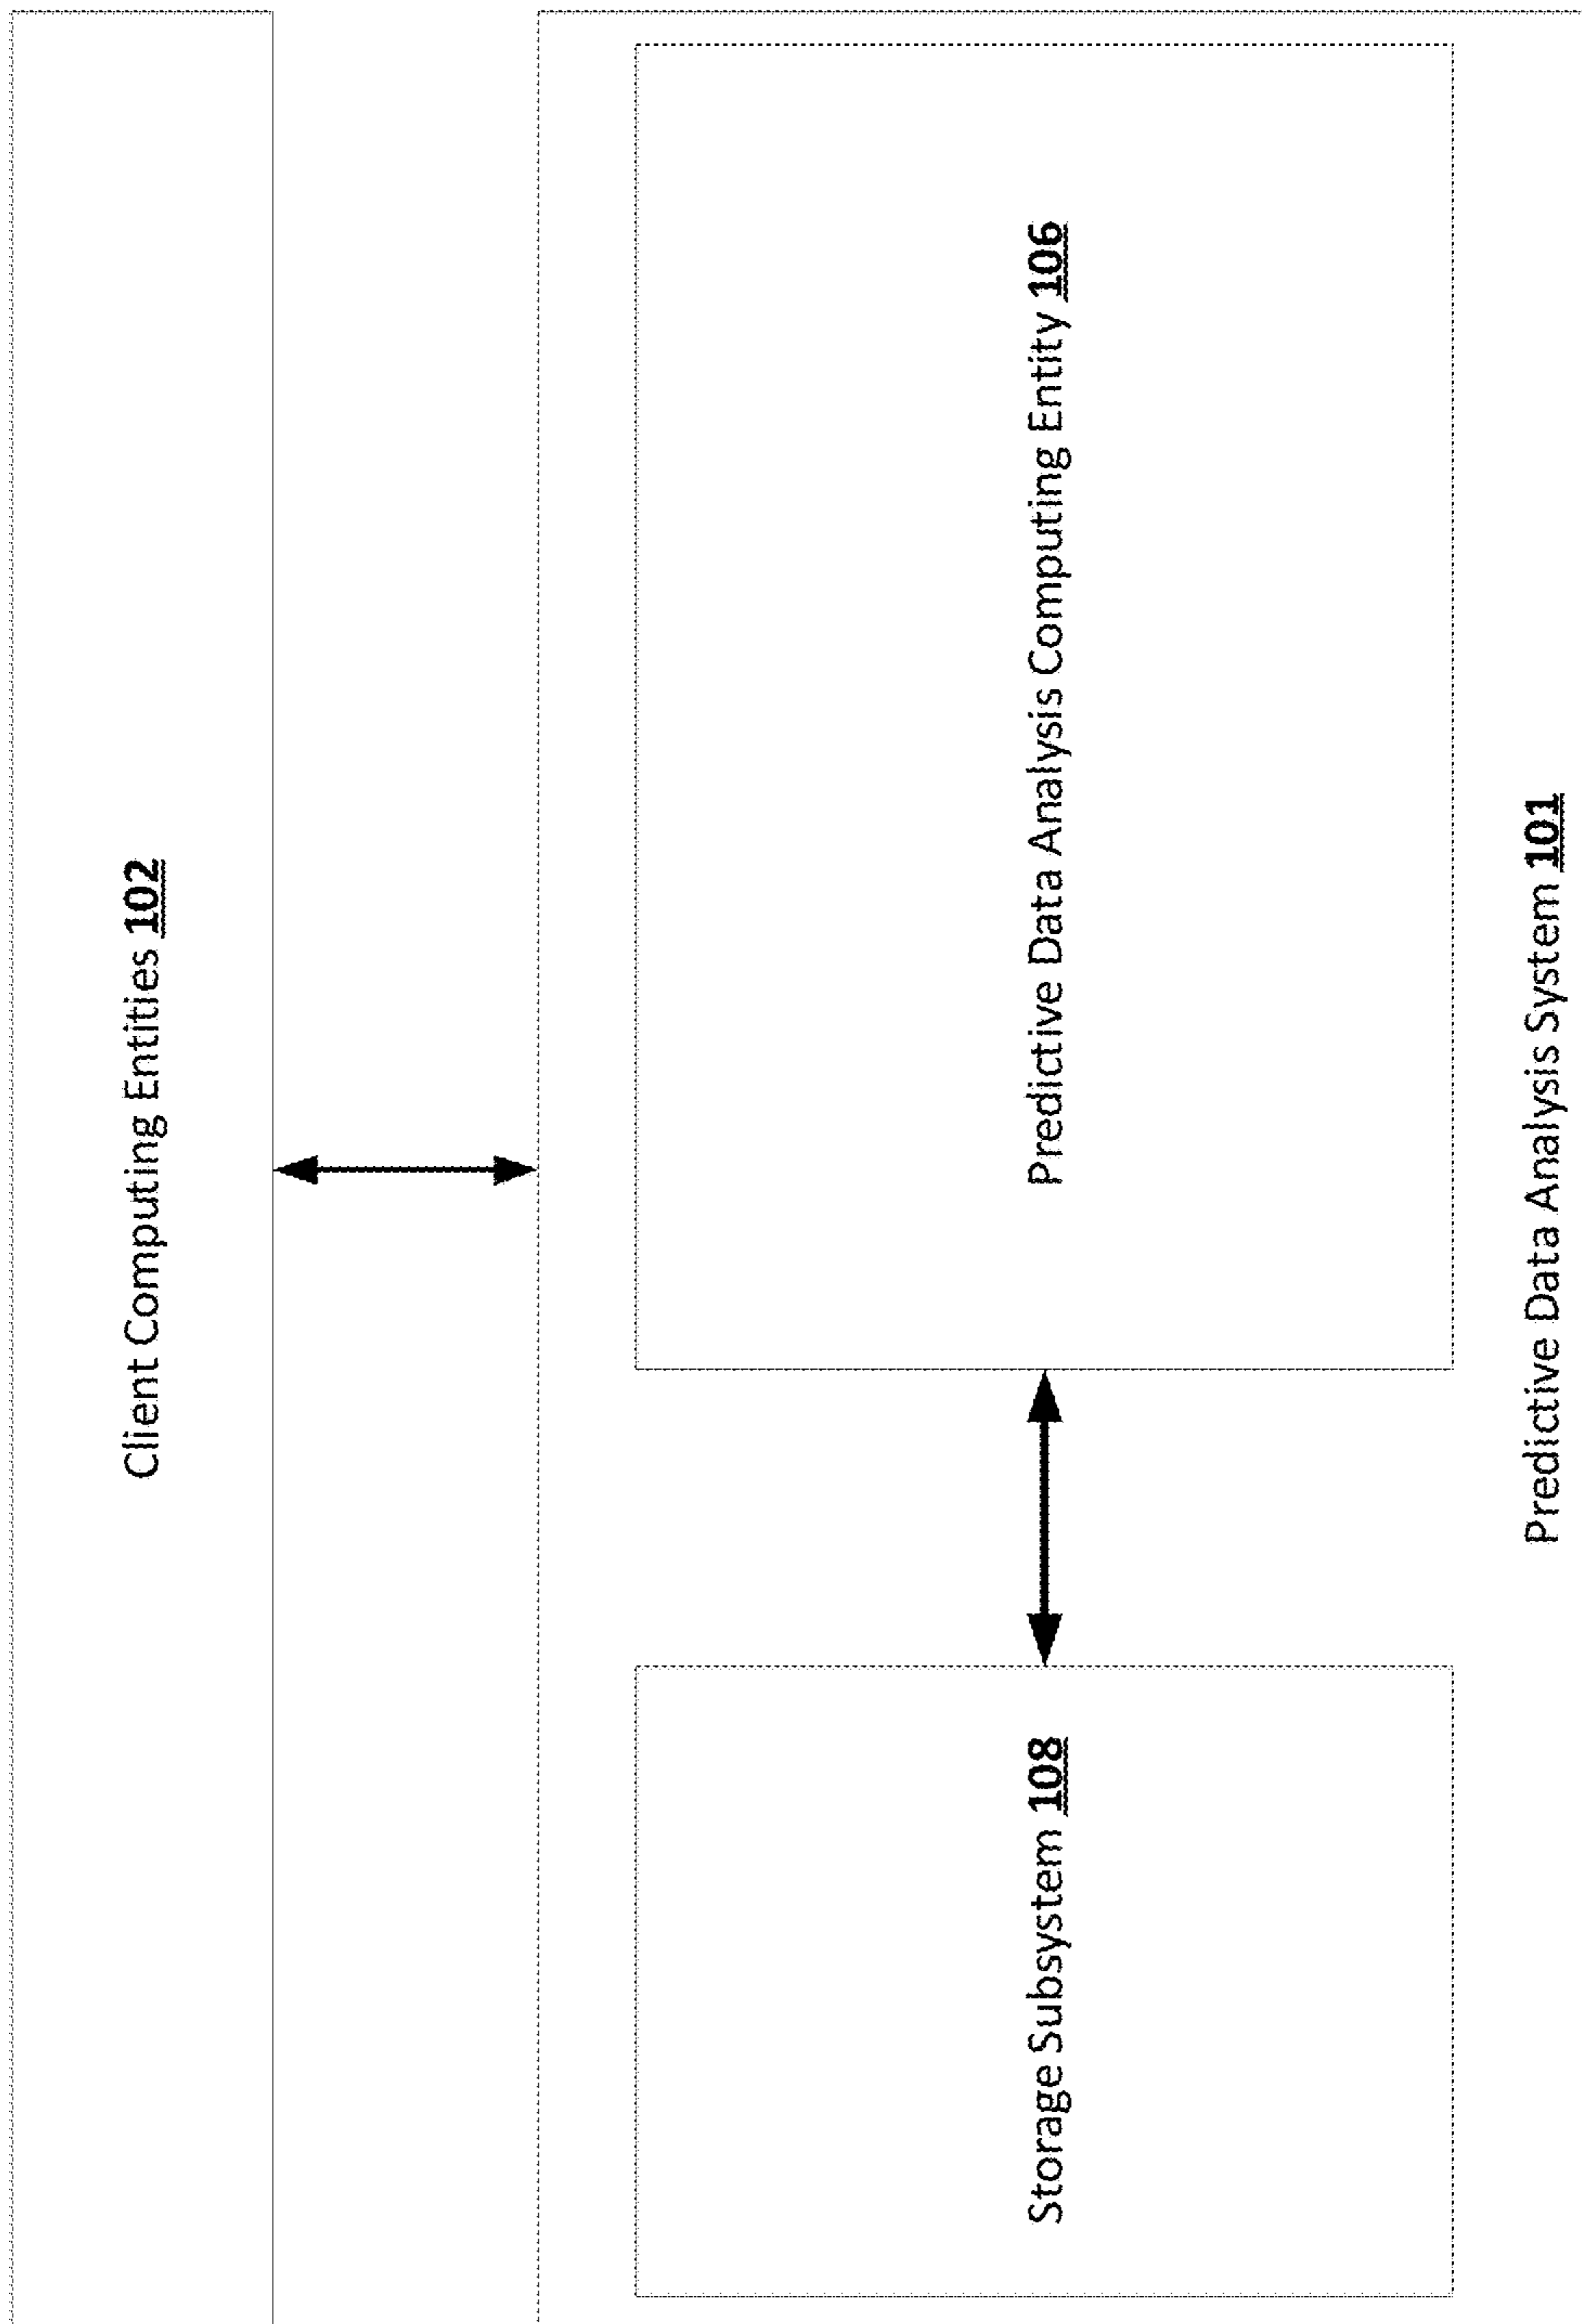 Client Computing Entities 102
Storage Subsystem 108
Predictive Data Analysis Computing Entity 106
Predictive Data Analysis System 101